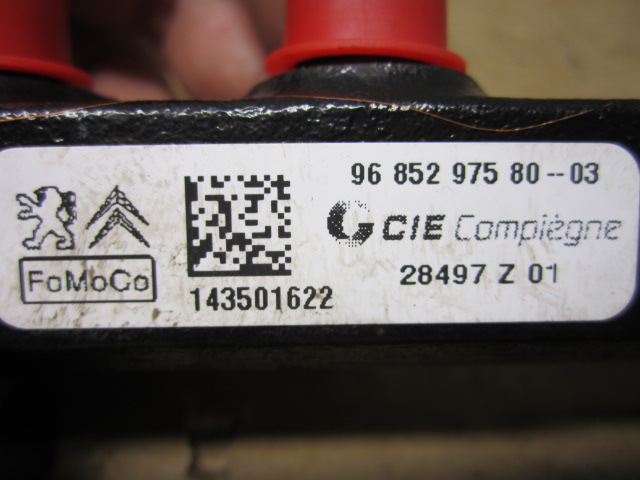 96 852 975 80--03
CIE Compiègne
28497 Z 01
FoMoCo
143501622